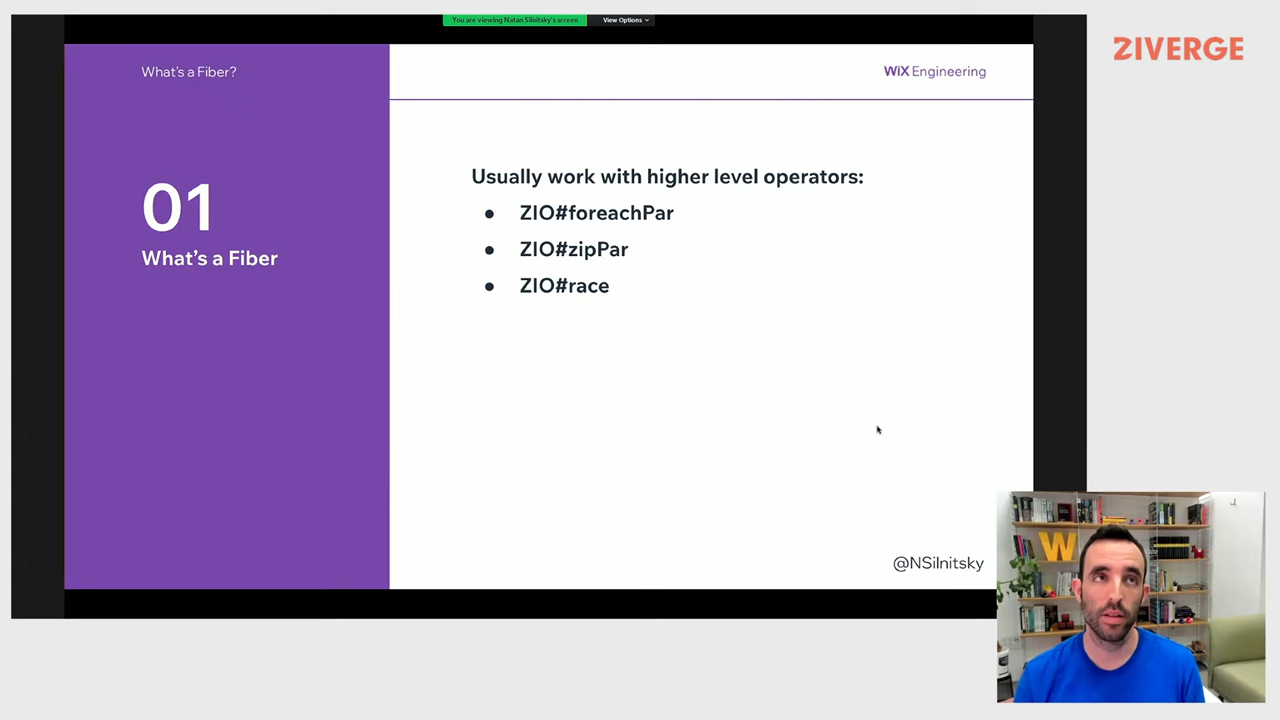 You are viewing Natan Silnitsky's screen View Options
ZIVERGE
What's a Fiber?
WiX Engineering
01
What's a Fiber
Usually work with higher level operators:
● ZIO#foreachPar
● ZIO#zipPar
● ZIO#race
@NSilnitsky
W